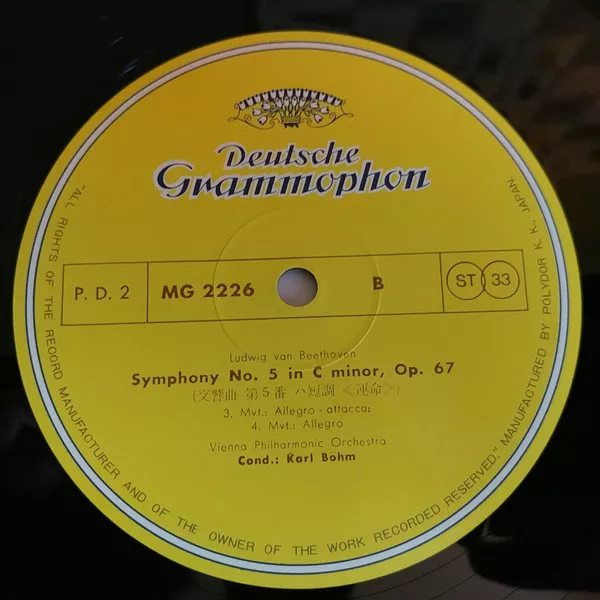 Deutsche
Grammophon
P. D. 2
MG 2226
B
ST 33
Ludwig van Beethoven
Symphony No. 5 in C minor, Op. 67
(交響曲 第5番 ハ短調 <運命>)
3. Mvt.: Allegro - attacca:
4. Mvt.: Allegro
Vienna Philharmonic Orchestra
Cond.: Karl Böhm
"ALL RIGHTS OF THE RECORD MANUFACTURER AND OF THE OWNER OF THE WORK RECORDED RESERVED." MANUFACTURED BY POLYDOR K. K., JAPAN.